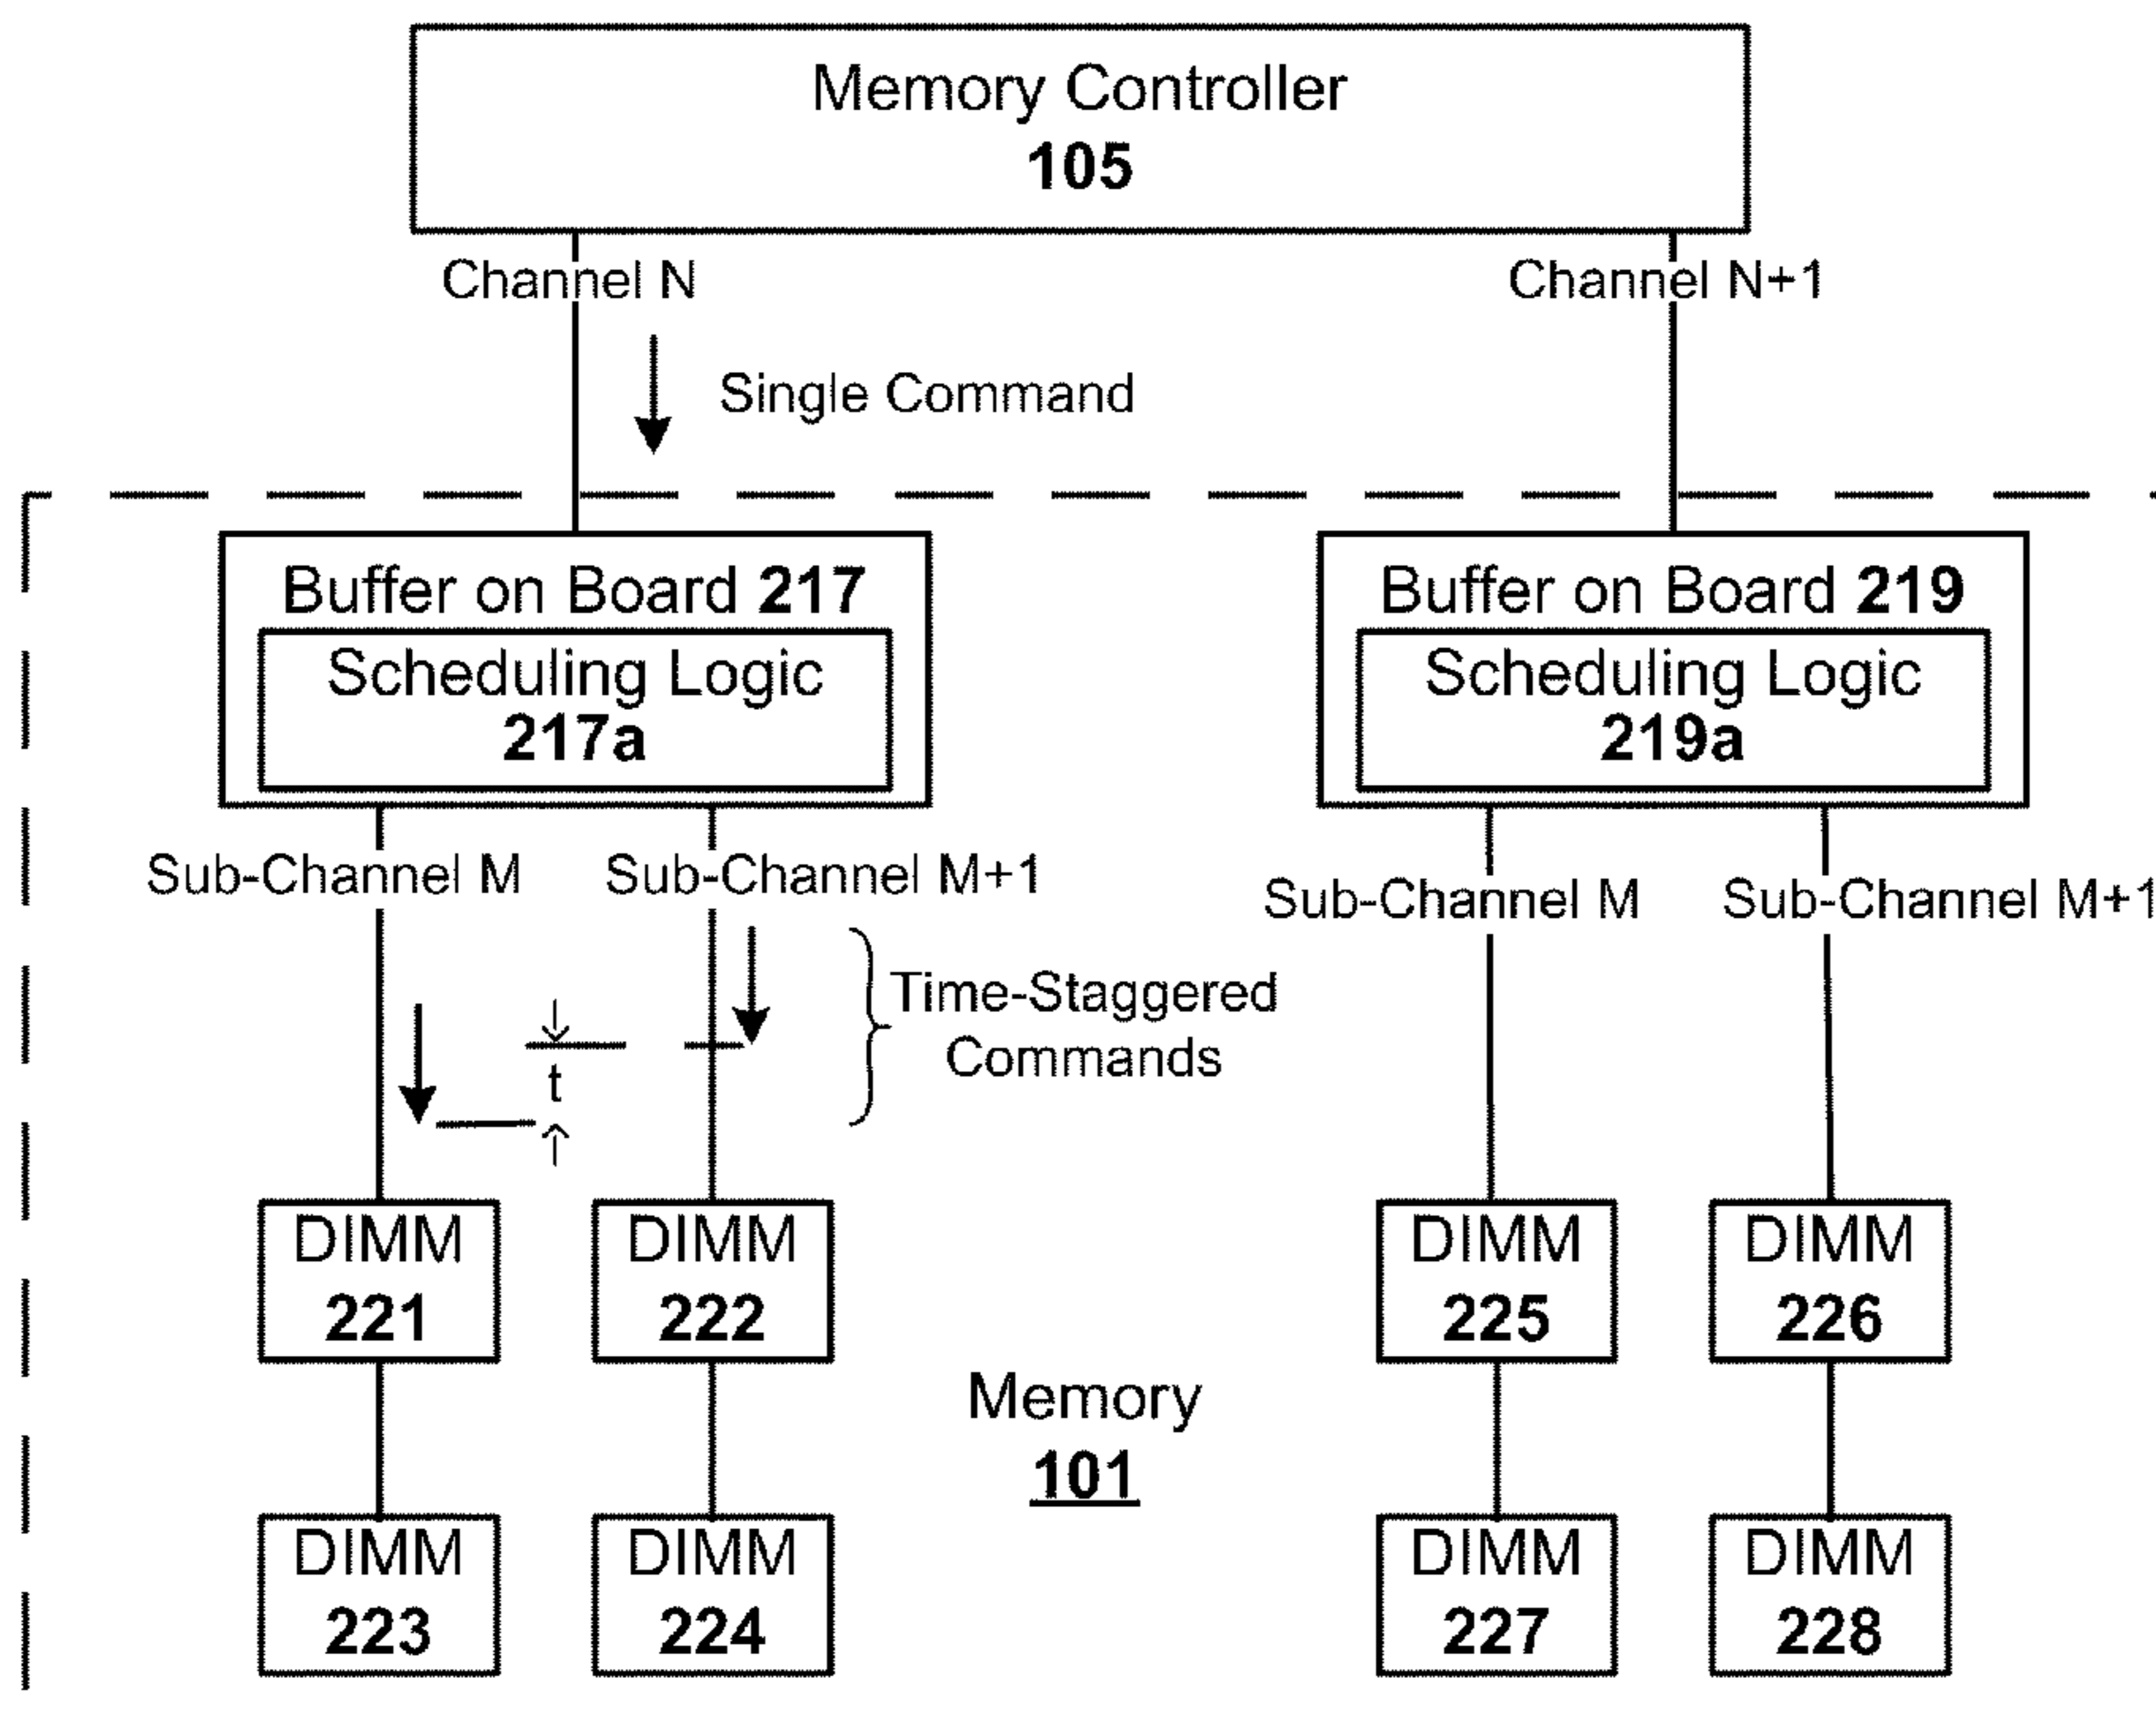 Memory Controller
105
Channel N
Channel N+1
Single Command
Buffer on Board 217
Scheduling Logic
217a
Buffer on Board 219
Scheduling Logic
219a
Sub-Channel M
Sub-Channel M+1
Sub-Channel M
Sub-Channel M+1
Time-Staggered
Commands
t
DIMM
221
DIMM
222
DIMM
225
DIMM
226
Memory
101
DIMM
223
DIMM
224
DIMM
227
DIMM
228